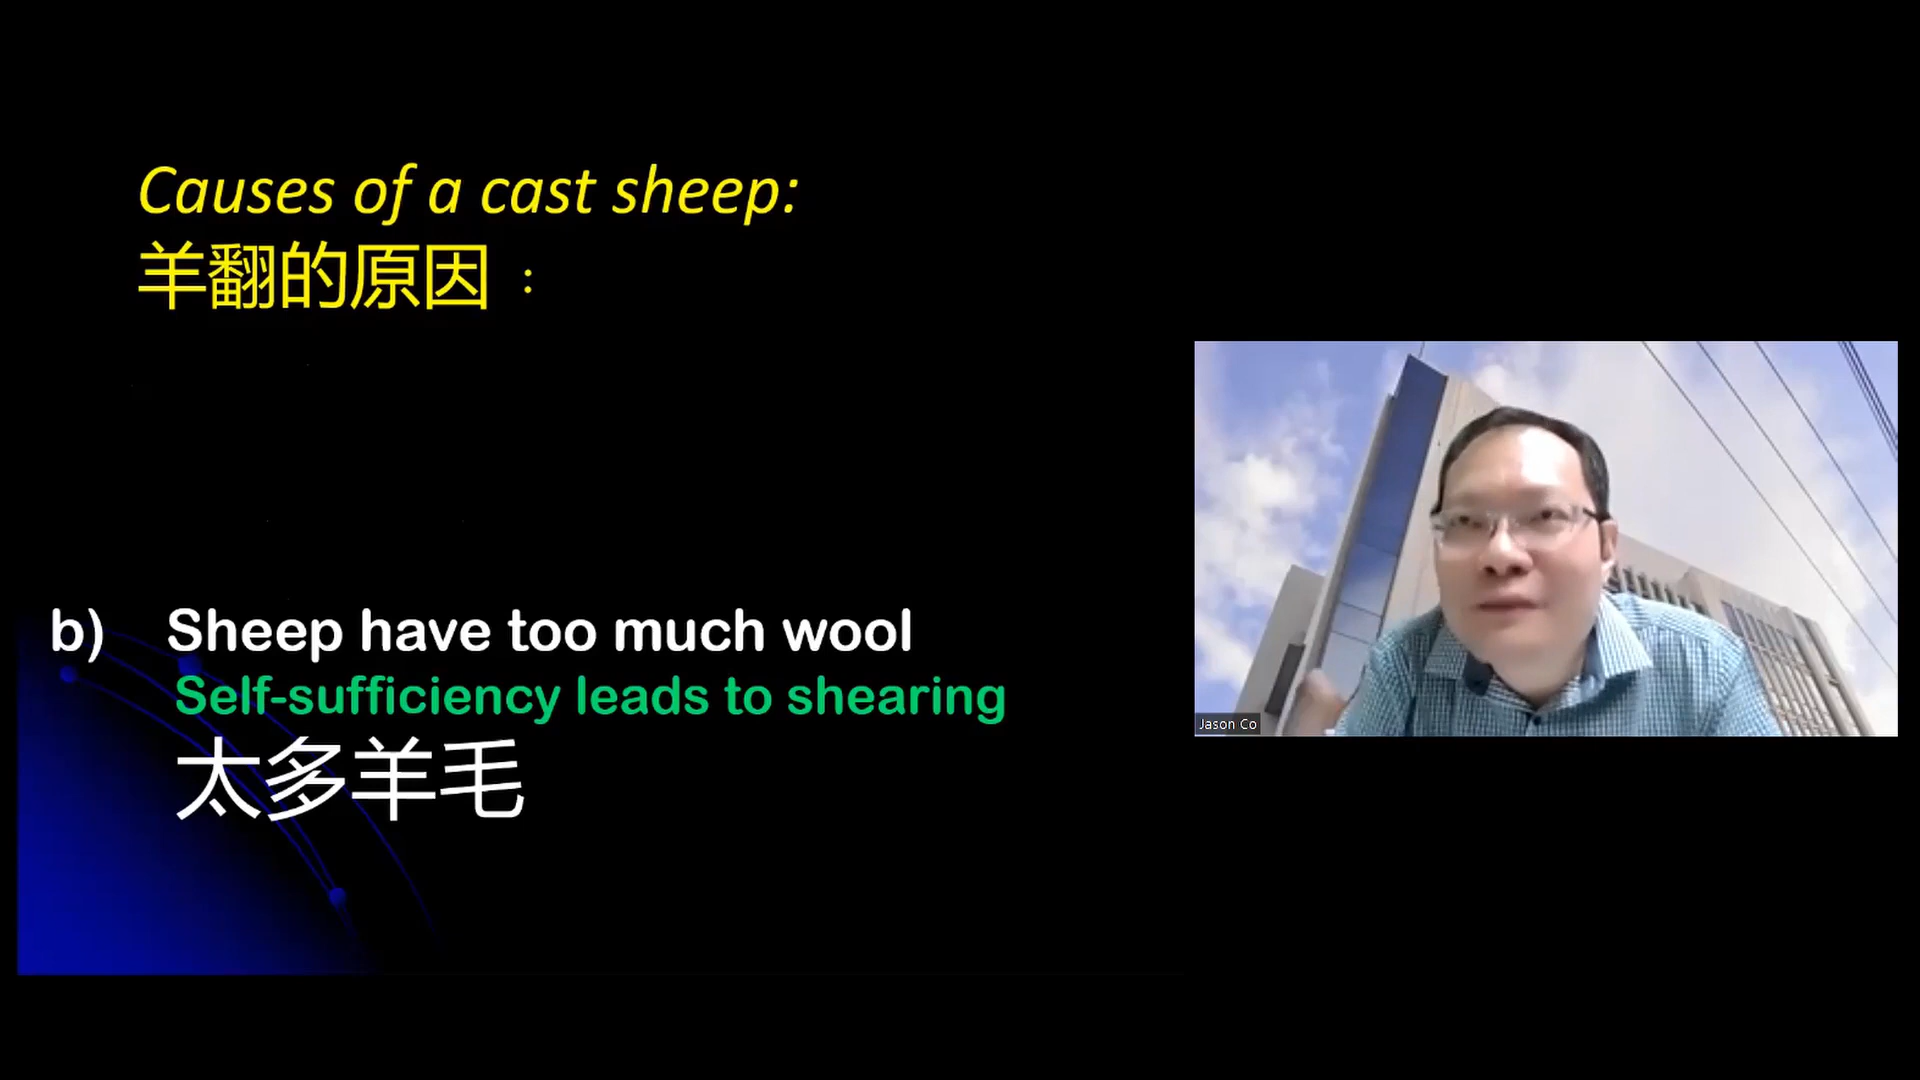 Causes of a cast sheep:
羊翻的原因：
b) Sheep have too much wool
Self-sufficiency leads to shearing
太多羊毛
Jason Co